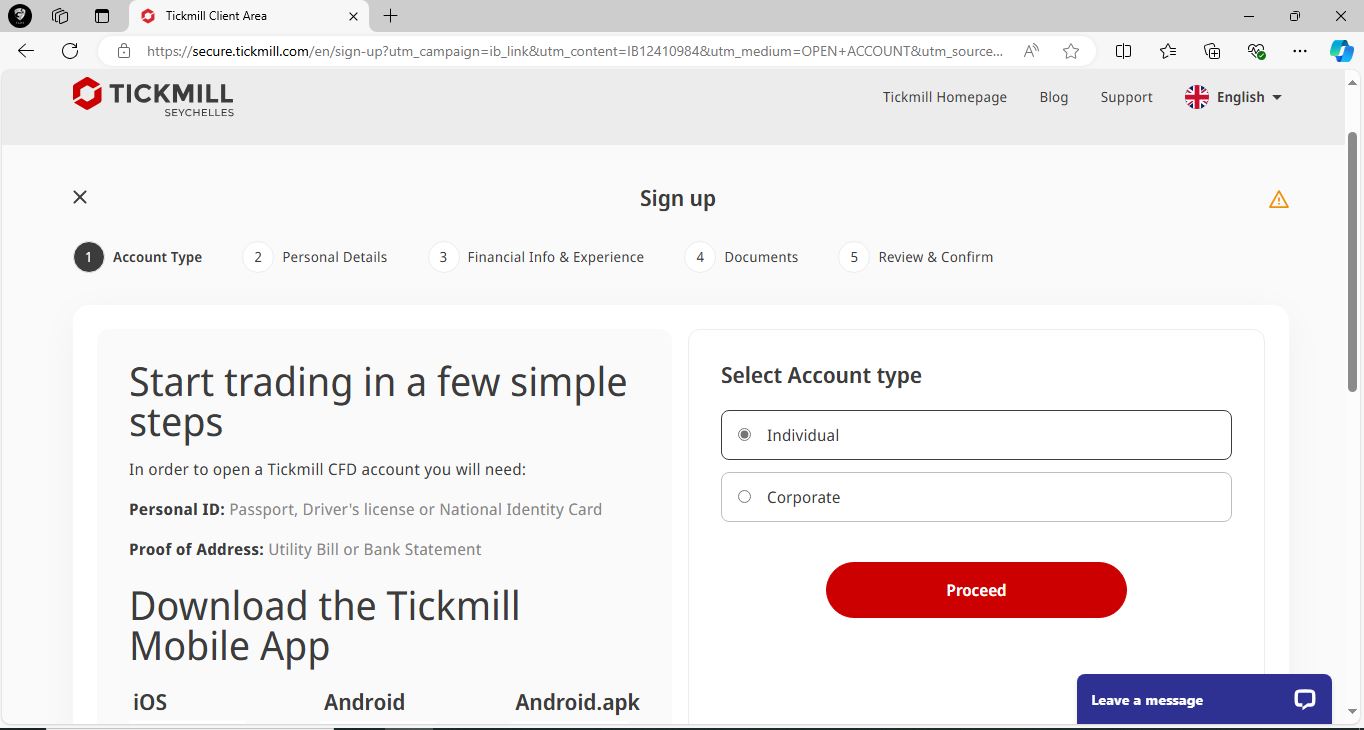 Tickmill Client Area
https://secure.tickmill.com/en/sign-up?utm_campaign=ib_link&utm_content=IB12410984&utm_medium=OPEN+ACCOUNT&utm_source...
TICKMILL
SEYCHELLES
Tickmill Homepage Blog Support English
Sign up
1 Account Type 2 Personal Details 3 Financial Info & Experience 4 Documents 5 Review & Confirm
Start trading in a few simple
steps
In order to open a Tickmill CFD account you will need:
Personal ID: Passport, Driver's license or National Identity Card
Proof of Address: Utility Bill or Bank Statement
Download the Tickmill
Mobile App
iOS Android Android.apk
Select Account type
Individual
Corporate
Proceed
Leave a message